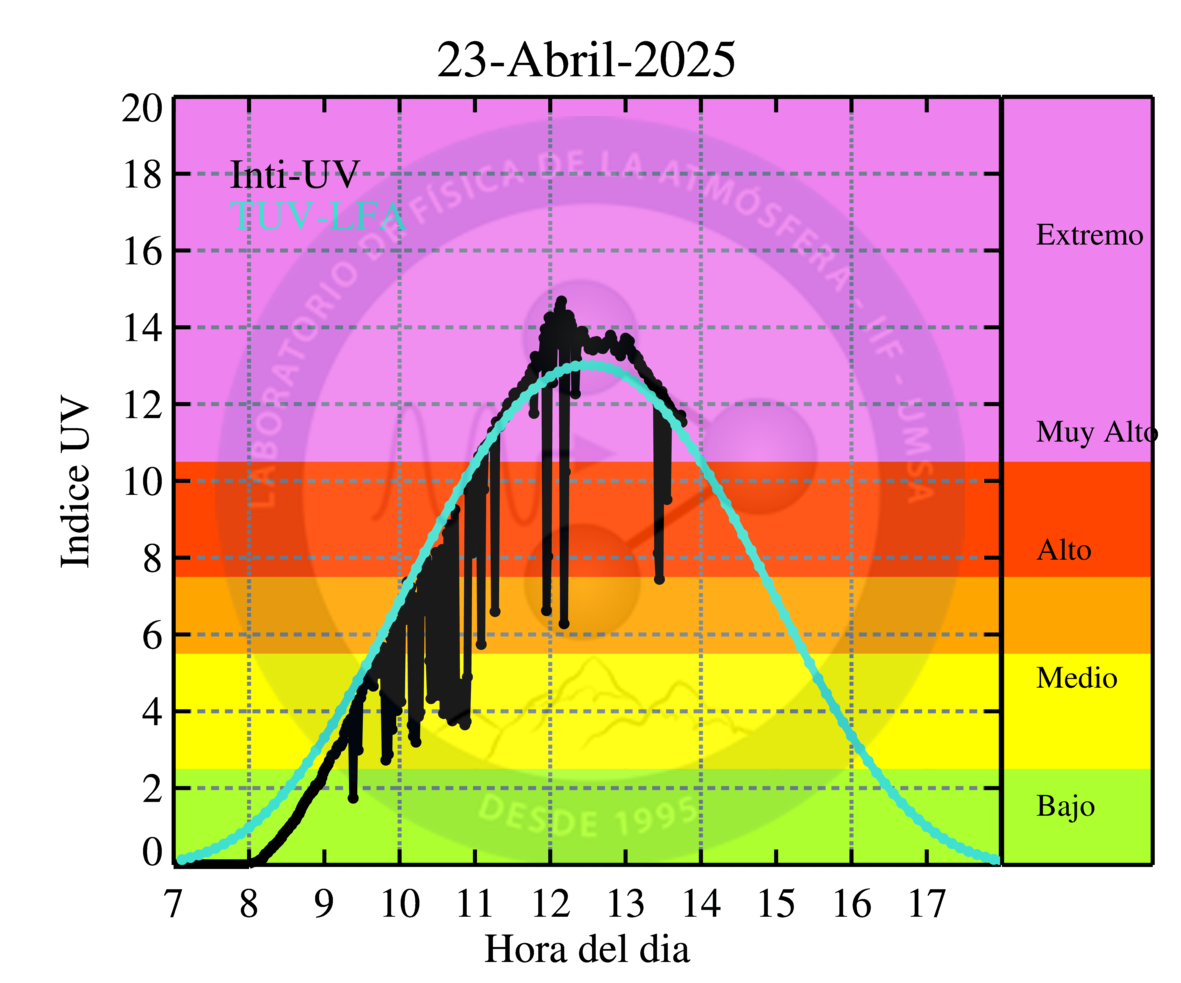 23-Abril-2025
20
18
16
14
12
10
8
6
4
2
0
Indice UV
Inti-UV
TUV-LFA
LABORATORIO DE FÍSICA DE LA ATMÓSFERA - IIF - UMSA
DESDE 1995
Extremo
Muy Alto
Alto
Medio
Bajo
7 8 9 10 11 12 13 14 15 16 17
Hora del dia